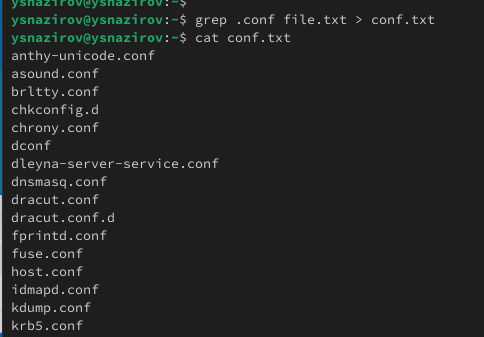 ysnazirov@ysnazirov:~$
ysnazirov@ysnazirov:~$ grep .conf file.txt > conf.txt
ysnazirov@ysnazirov:~$ cat conf.txt
anthy-unicode.conf
asound.conf
brltty.conf
chkconfig.d
chrony.conf
dconf
dleyna-server-service.conf
dnsmasq.conf
dracut.conf
dracut.conf.d
fprintd.conf
fuse.conf
host.conf
idmapd.conf
kdump.conf
krb5.conf